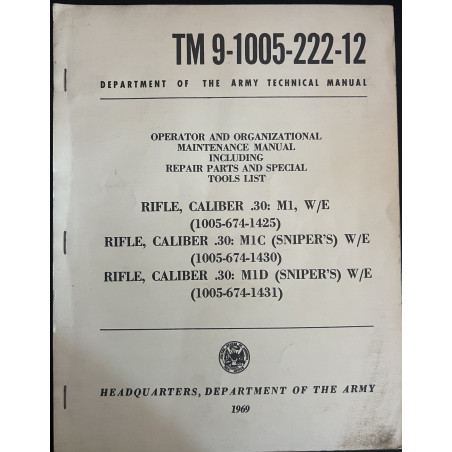 TM 9-1005-222-12
DEPARTMENT OF THE ARMY TECHNICAL MANUAL
OPERATOR AND ORGANIZATIONAL
MAINTENANCE MANUAL
INCLUDING
REPAIR PARTS AND SPECIAL
TOOLS LIST
RIFLE, CALIBER .30: M1, W/E
(1005-674-1425)
RIFLE, CALIBER .30: M1C (SNIPER'S) W/E
(1005-674-1430)
RIFLE, CALIBER .30: M1D (SNIPER'S) W/E
(1005-674-1431)
HEADQUARTERS, DEPARTMENT OF THE ARMY
1969